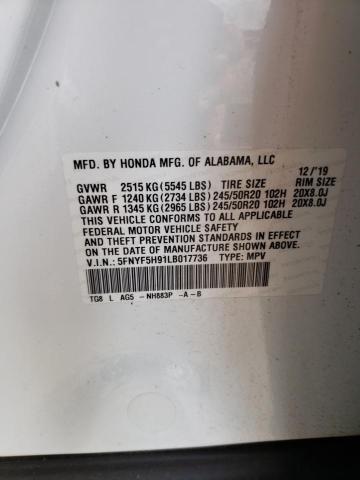 MFD. BY HONDA MFG. OF ALABAMA, LLC
12/'19
GVWR 2515 KG (5545 LBS) TIRE SIZE RIM SIZE
GAWR F 1240 KG (2734 LBS) 245/50R20 102H 20X8.0J
GAWR R 1345 KG (2965 LBS) 245/50R20 102H 20X8.0J
THIS VEHICLE CONFORMS TO ALL APPLICABLE
FEDERAL MOTOR VEHICLE SAFETY STANDARDS
IN EFFECT ON THE DATE OF MANUFACTURE
SHOWN ABOVE.
V.I.N.: 5FNYF5H91LB017736 TYPE: MPV
TG8 L AG5 -NH883P -A-B